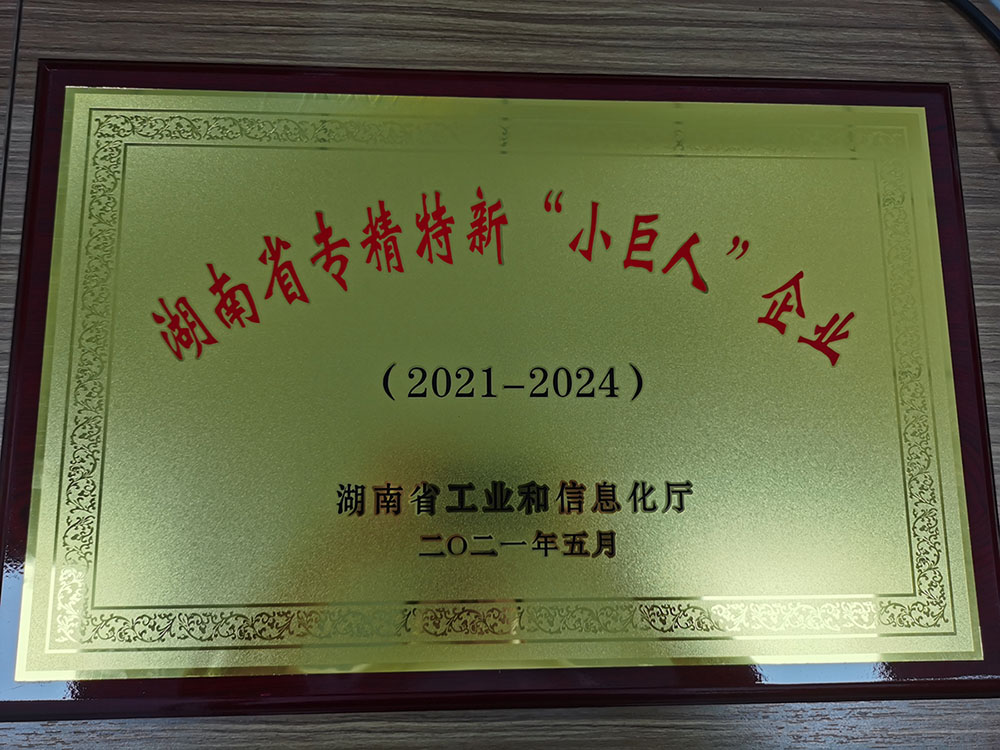 湖南省专精特新“小巨人”企业
（2021-2024）
湖南省工业和信息化厅
二〇二一年五月